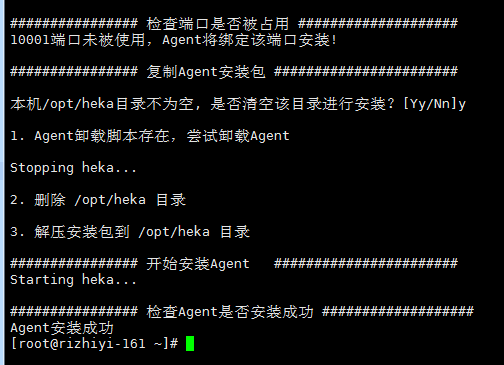 ################ 检查端口是否被占用 ####################
10001端口未被使用，Agent将绑定该端口安装!
################ 复制Agent安装包 #######################
本机/opt/heka目录不为空, 是否清空该目录进行安装？[Yy/Nn]y
1. Agent卸载脚本存在，尝试卸载Agent
Stopping heka...
2. 删除 /opt/heka 目录
3. 解压安装包到 /opt/heka 目录
################ 开始安装Agent   #######################
Starting heka...
################ 检查Agent是否安装成功 ###################
Agent安装成功
[root@rizhiyi-161 ~]#